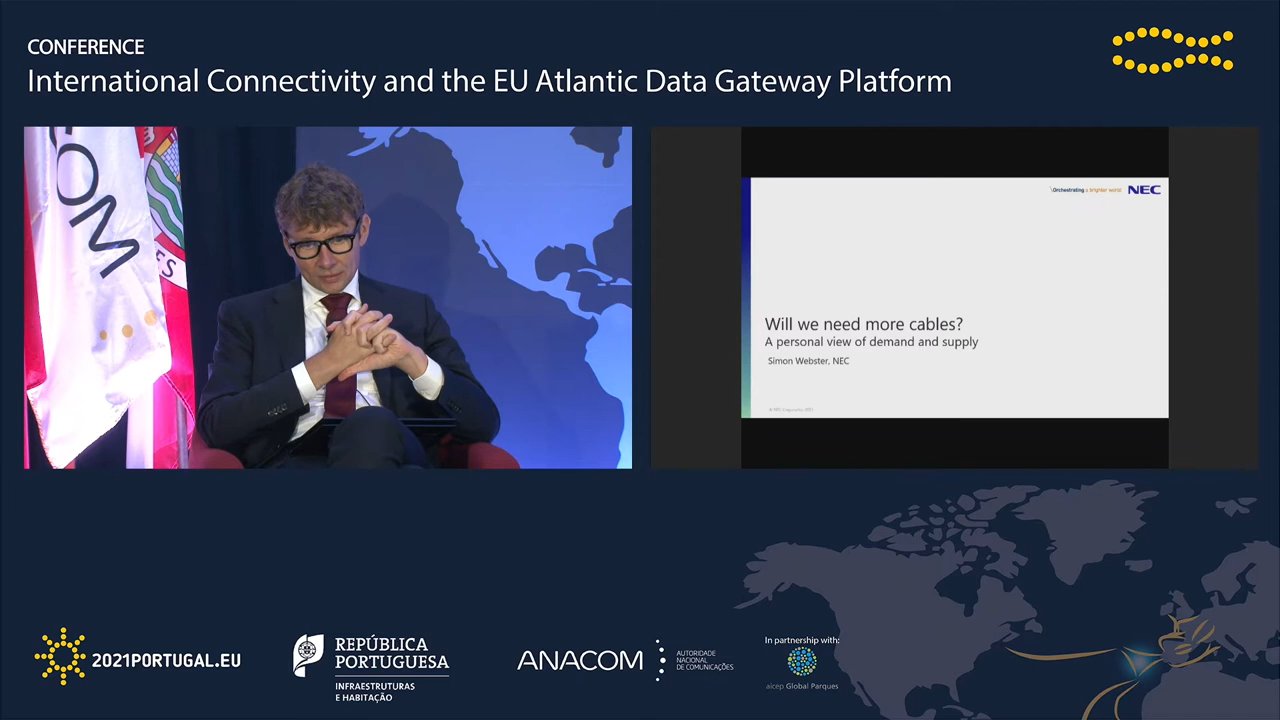 CONFERENCE
International Connectivity and the EU Atlantic Data Gateway Platform
OM
ES
Orchestrating a brighter world
NEC
Will we need more cables?
A personal view of demand and supply
Simon Webster, NEC
2021PORTUGAL.EU
REPÚBLICA
PORTUGUESA
INFRAESTRUTURAS
E HABITAÇÃO
ANACOM
AUTORIDADE
NACIONAL
DE COMUNICAÇÕES
In partnership with:
aicep Global Parques